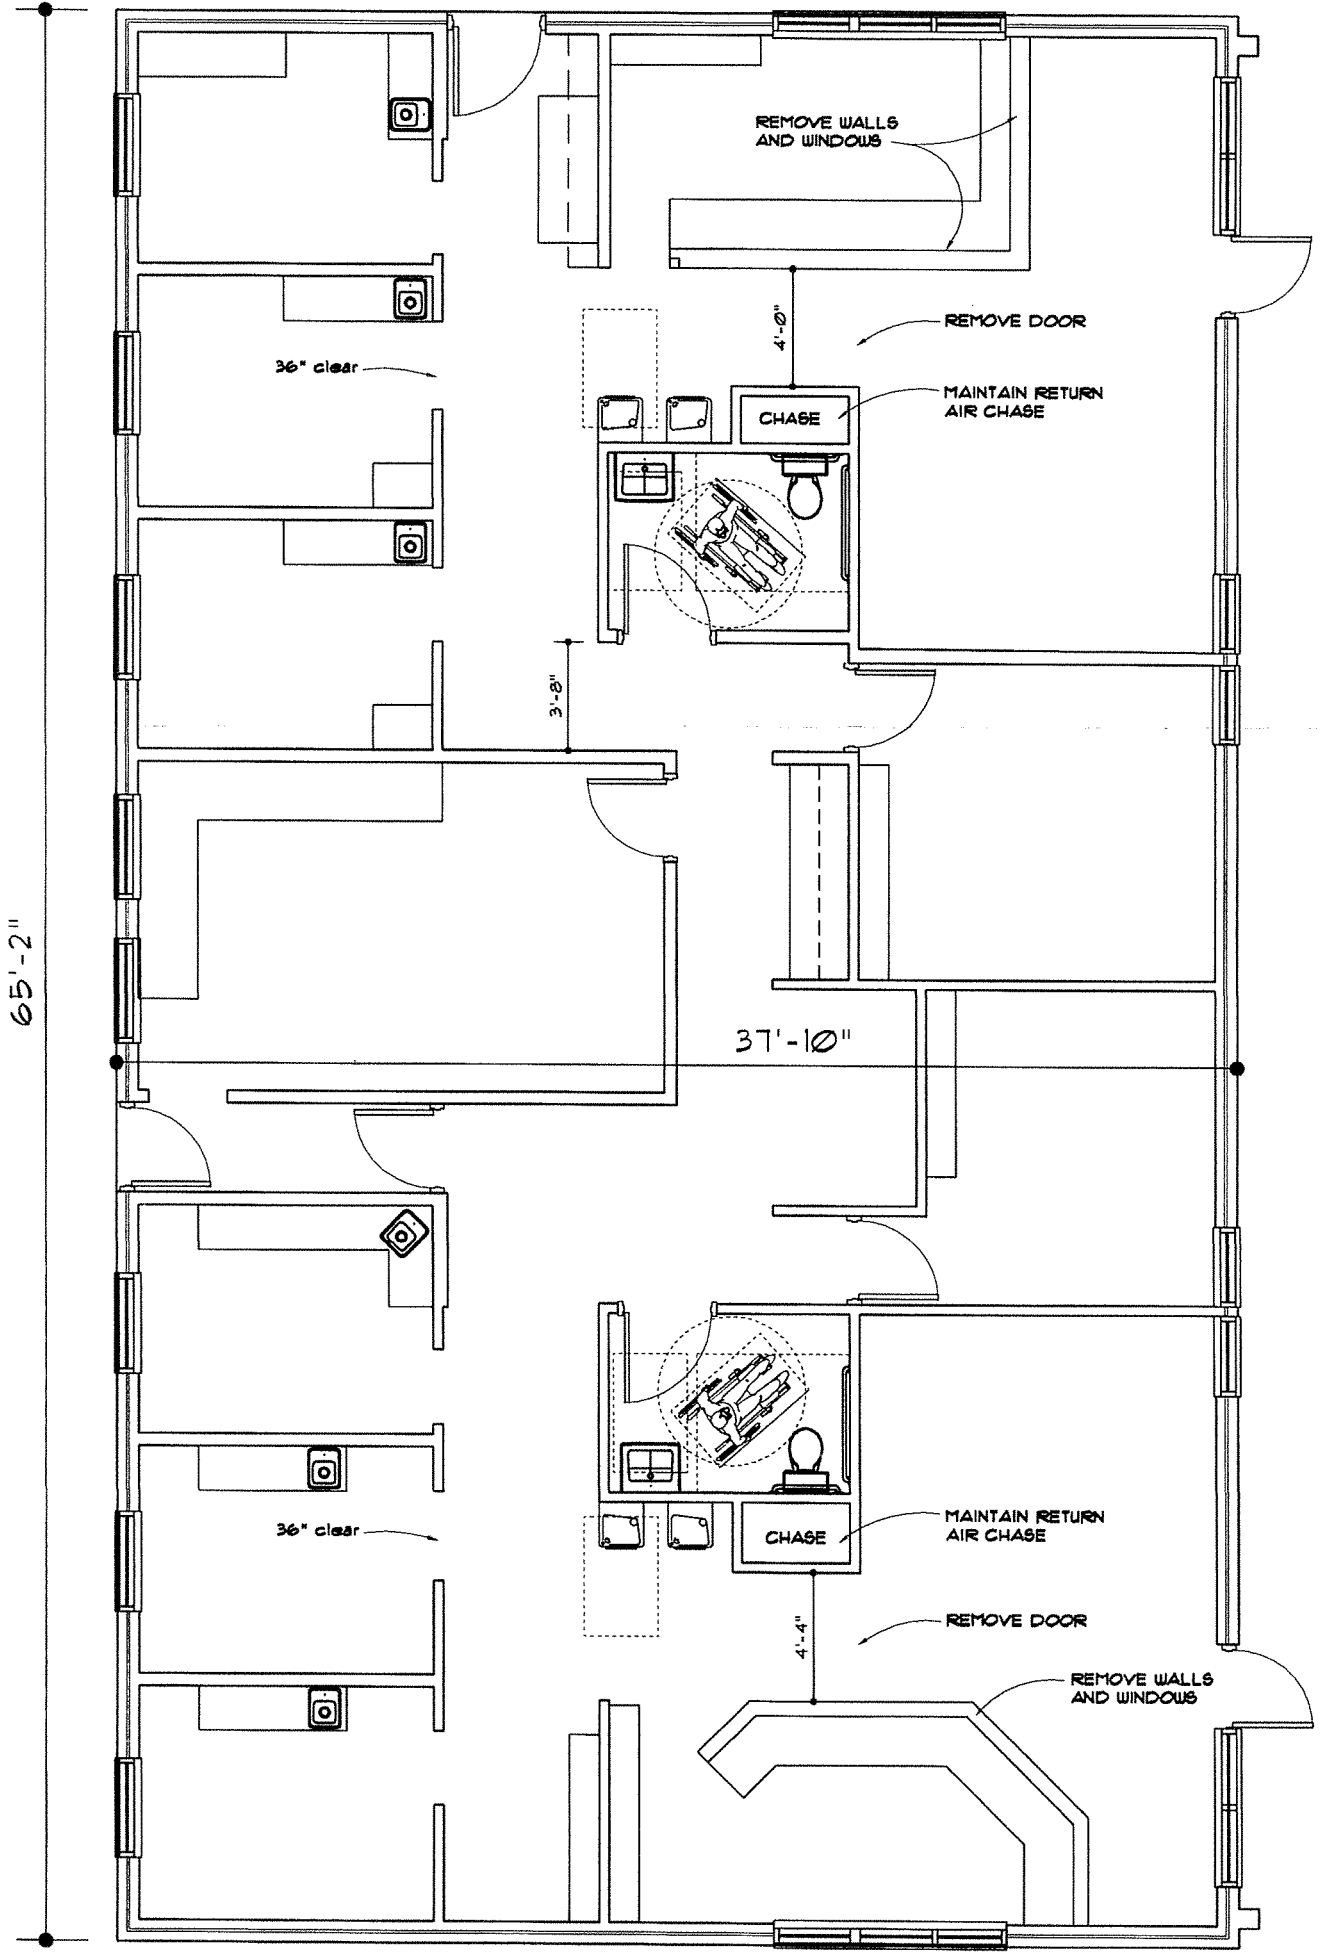 REMOVE WALLS
AND WINDOWS
4'-0"
REMOVE DOOR
36" clear
MAINTAIN RETURN
AIR CHASE
CHASE
3'-8"
65'-2"
37'-10"
36" clear
MAINTAIN RETURN
AIR CHASE
CHASE
4'-4"
REMOVE DOOR
REMOVE WALLS
AND WINDOWS